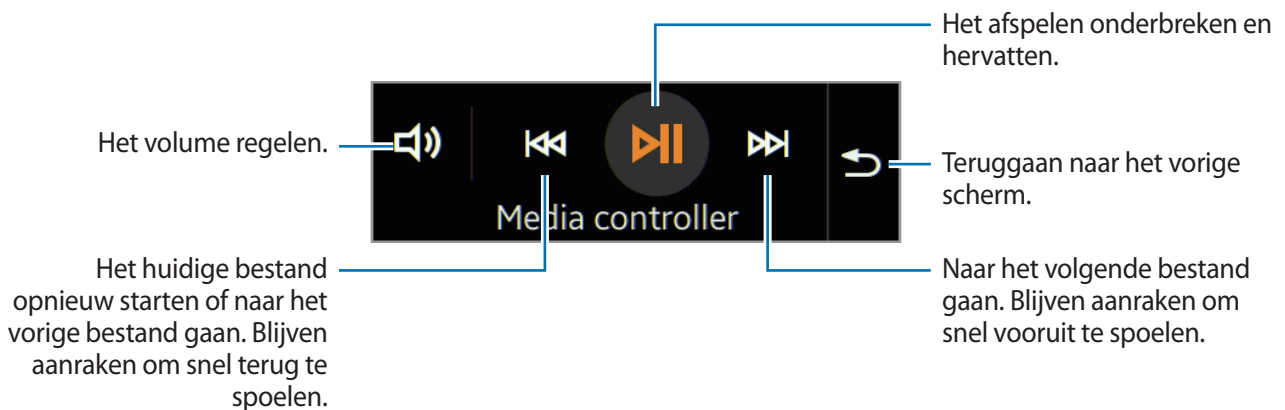 Het afspelen onderbreken en
hervatten.
Het volume regelen.
Teruggaan naar het vorige
scherm.
Media controller
Het huidige bestand
opnieuw starten of naar het
vorige bestand gaan. Blijven
aanraken om snel terug te
spoelen.
Naar het volgende bestand
gaan. Blijven aanraken om
snel vooruit te spoelen.